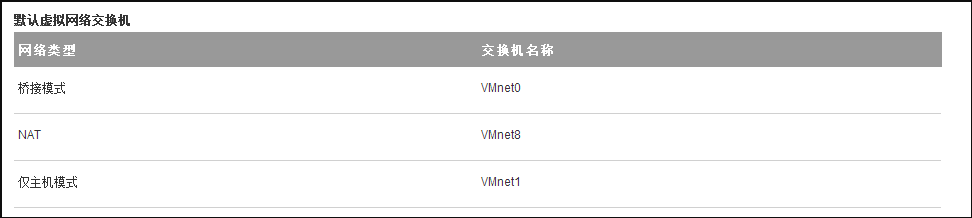 默认虚拟网络交换机
网络类型 交换机名称
桥接模式 VMnet0
NAT VMnet8
仅主机模式 VMnet1